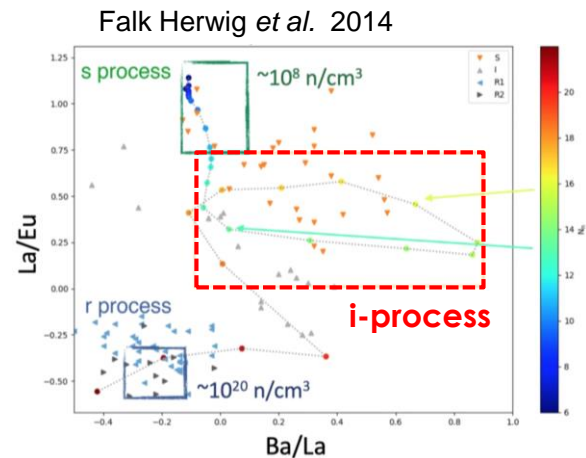 Falk Herwig et al. 2014
s process
~10⁸ n/cm³
S
I
R1
R2
1.25
1.00
0.75
0.50
0.25
0.00
−0.25
−0.50
La/Eu
i-process
r process
~10²⁰ n/cm³
−0.4
−0.2
0.0
0.2
0.4
0.6
0.8
1.0
Ba/La
20
18
16
14
12
10
8
6